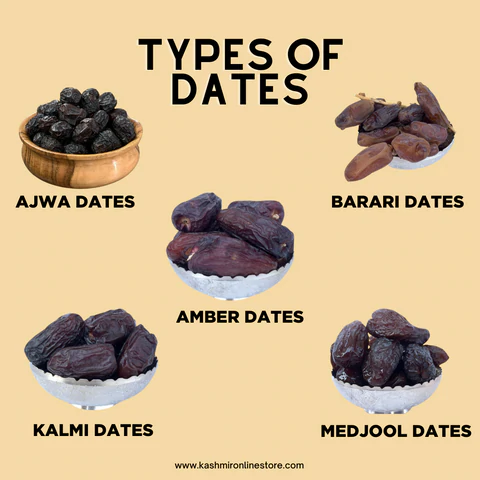 TYPES OF
DATES
AJWA DATES
BARARI DATES
AMBER DATES
KALMI DATES
MEDJOOL DATES
www.kashmironlinestore.com